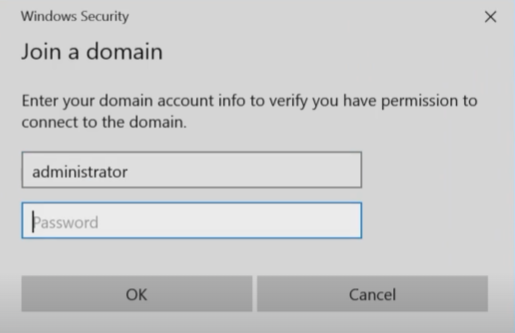 Windows Security
Join a domain
Enter your domain account info to verify you have permission to
connect to the domain.
administrator
Password
OK
Cancel